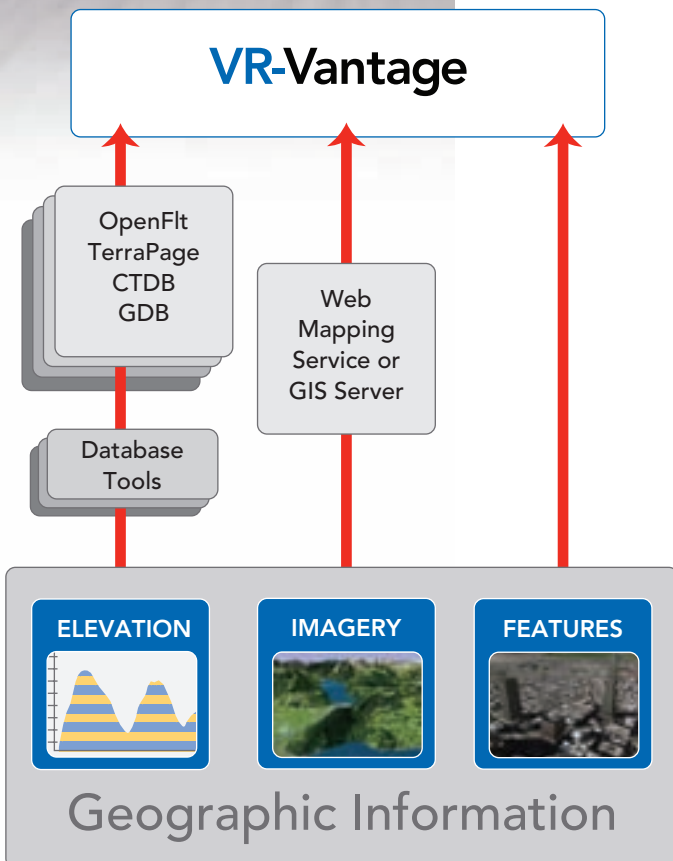 VR-Vantage
OpenFlt
TerraPage
CTDB
GDB
Web
Mapping
Service or
GIS Server
Database
Tools
ELEVATION
IMAGERY
FEATURES
Geographic Information